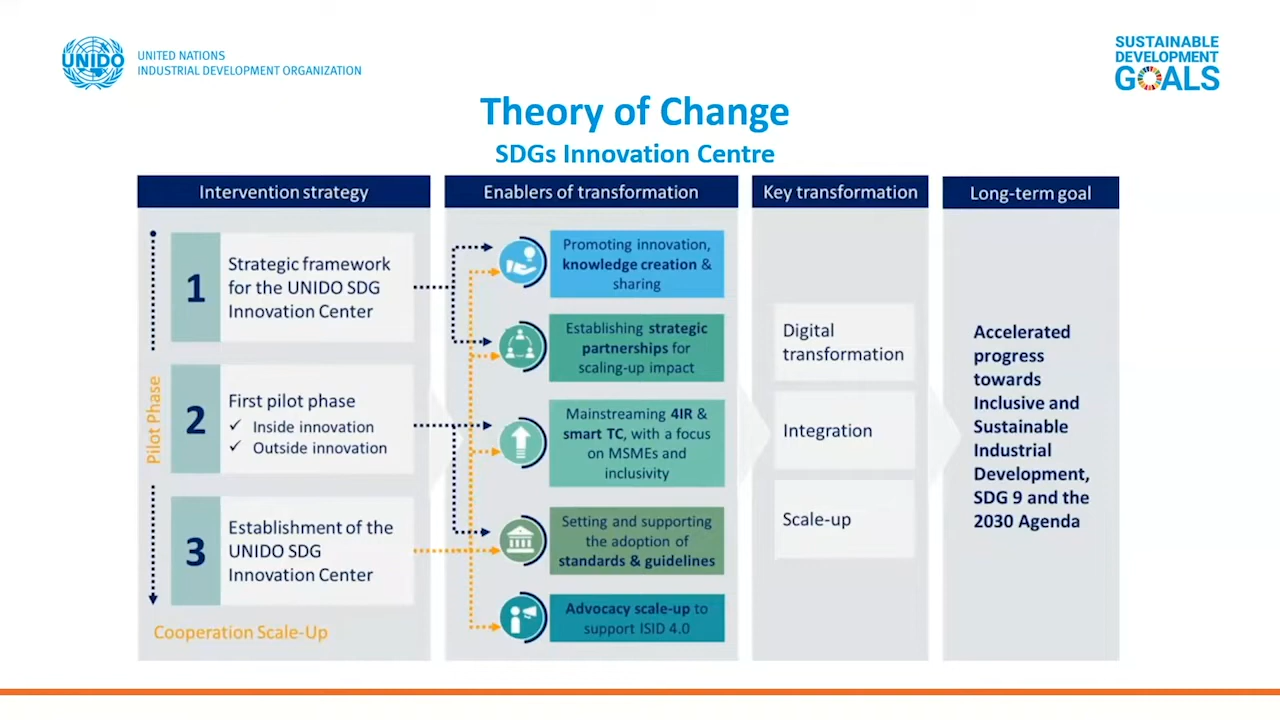 UNIDO
UNITED NATIONS
INDUSTRIAL DEVELOPMENT ORGANIZATION
SUSTAINABLE
DEVELOPMENT
GOALS
Theory of Change
SDGs Innovation Centre
Intervention strategy
Pilot Phase
1
Strategic framework
for the UNIDO SDG
Innovation Center
2
First pilot phase
✓ Inside innovation
✓ Outside innovation
3
Establishment of the
UNIDO SDG
Innovation Center
Cooperation Scale-Up
Enablers of transformation
Promoting innovation,
knowledge creation &
sharing
Establishing strategic
partnerships for
scaling-up impact
Mainstreaming 4IR &
smart TC, with a focus
on MSMEs and
inclusivity
Setting and supporting
the adoption of
standards & guidelines
Advocacy scale-up to
support ISID 4.0
Key transformation
Digital
transformation
Integration
Scale-up
Long-term goal
Accelerated
progress
towards
Inclusive and
Sustainable
Industrial
Development,
SDG 9 and the
2030 Agenda